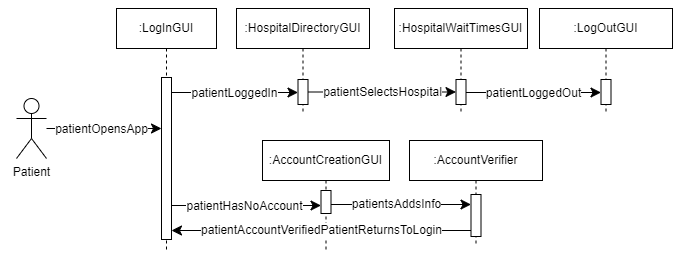 :LogInGUI
:HospitalDirectoryGUI
:HospitalWaitTimesGUI
:LogOutGUI
patientLoggedIn
patientSelectsHospital
patientLoggedOut
patientOpensApp
Patient
:AccountCreationGUI
:AccountVerifier
patientHasNoAccount
patientsAddsInfo
patientAccountVerifiedPatientReturnsToLogin